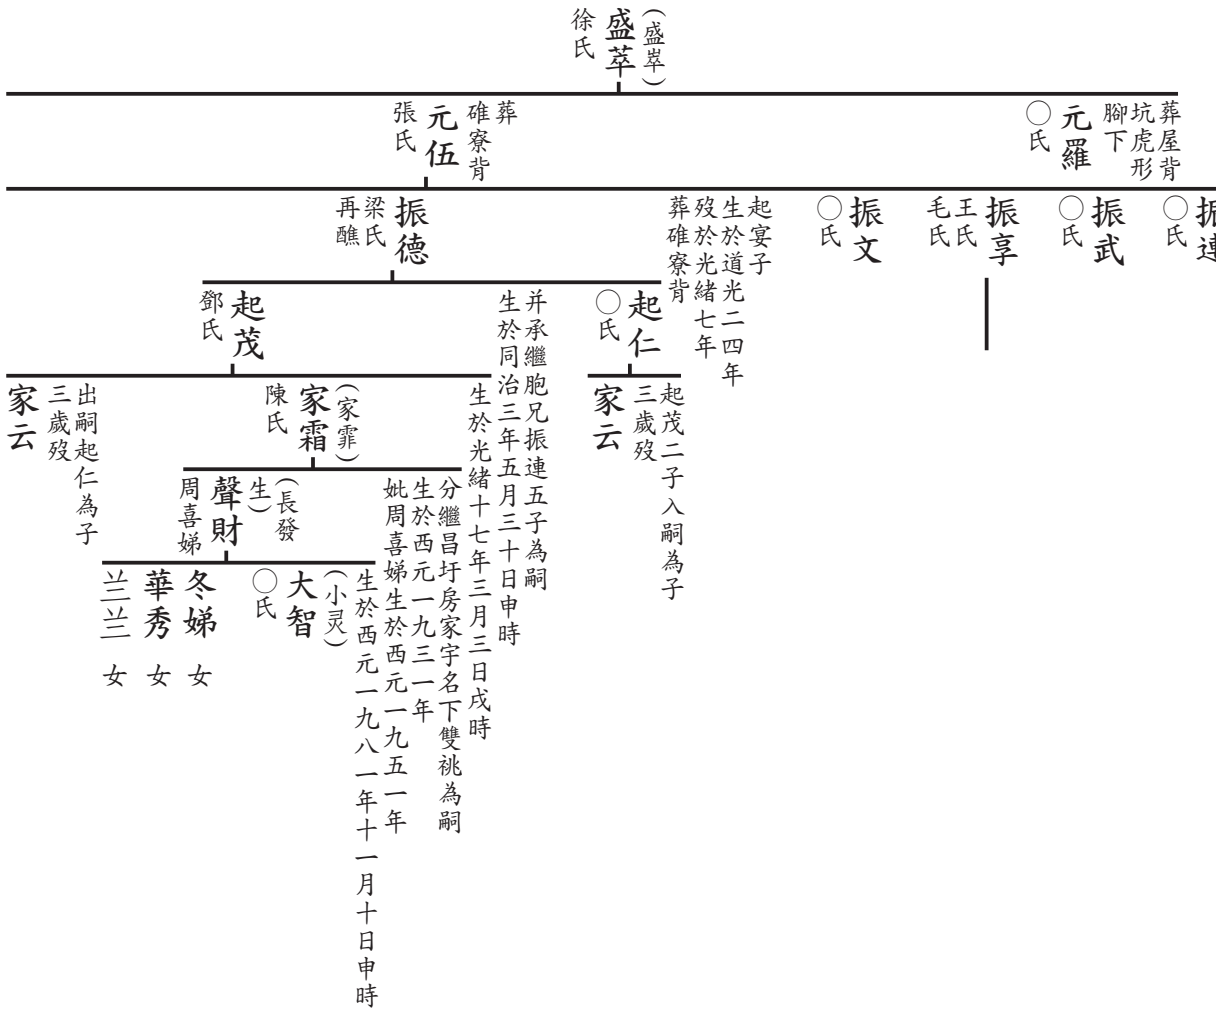 (盛崒)
盛萃
徐氏
葬屋背
坑虎形
腳下
元羅
○氏
葬
碓寮背
元伍
張氏
振連
○氏
振武
○氏
振享
王氏
毛氏
振文
○氏
起宴子
生於道光二四年
歿於光緒七年
葬碓寮背
振德
梁氏
再醮
起仁
○氏
并承繼胞兄振連五子為嗣
生於同治三年五月三十日申時
起茂
鄧氏
起茂二子入嗣為子
三歲歿
家云
生於光緒十七年三月三日戌時
(家霏)
家霜
陳氏
出嗣起仁為子
三歲歿
家云
分繼昌圩房家宇名下雙祧為嗣
生於西元一九三一年
妣周喜娣生於西元一九五一年
(長發
生)
聲財
周喜娣
生於西元一九八一年十一月十日申時
(小灵)
大智
○氏
冬娣 女
華秀 女
兰兰 女